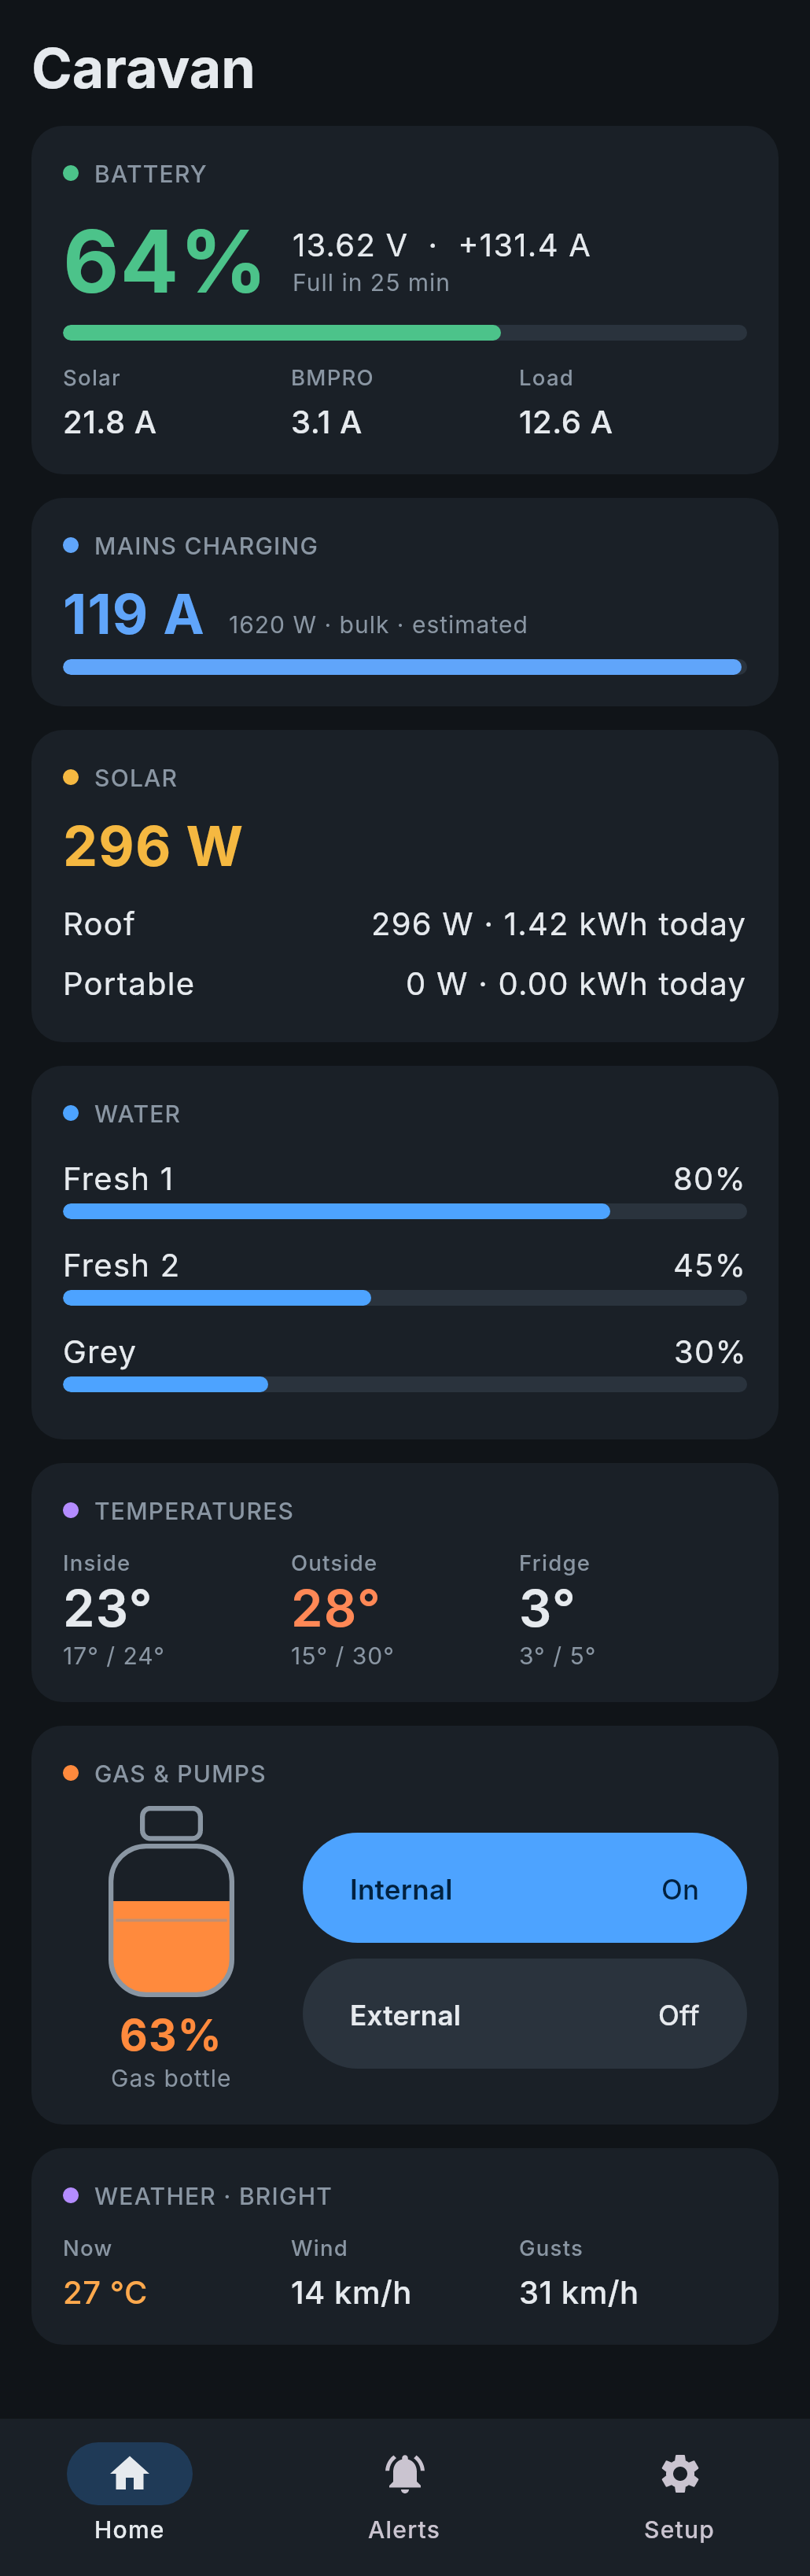 Caravan
BATTERY
64%
13.62 V · +131.4 A
Full in 25 min
Solar BMPRO Load
21.8 A 3.1 A 12.6 A
MAINS CHARGING
119 A 1620 W · bulk · estimated
SOLAR
296 W
Roof 296 W · 1.42 kWh today
Portable 0 W · 0.00 kWh today
WATER
Fresh 1 80%
Fresh 2 45%
Grey 30%
TEMPERATURES
Inside Outside Fridge
23° 28° 3°
17° / 24° 15° / 30° 3° / 5°
GAS & PUMPS
Internal On
External Off
63%
Gas bottle
WEATHER · BRIGHT
Now Wind Gusts
27 °C 14 km/h 31 km/h
Home Alerts Setup